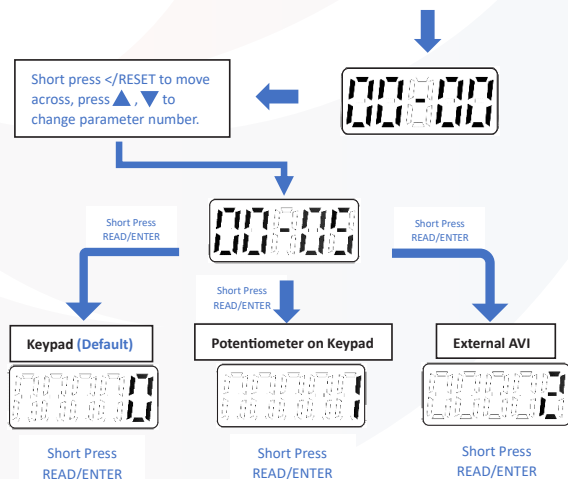 Short press </RESET to move
across, press ▲ , ▼ to
change parameter number.
00-00
00-05
Short Press
READ/ENTER
Short Press
READ/ENTER
Short Press
READ/ENTER
Keypad (Default)
Potentiometer on Keypad
External AVI
0
1
2
Short Press
READ/ENTER
Short Press
READ/ENTER
Short Press
READ/ENTER